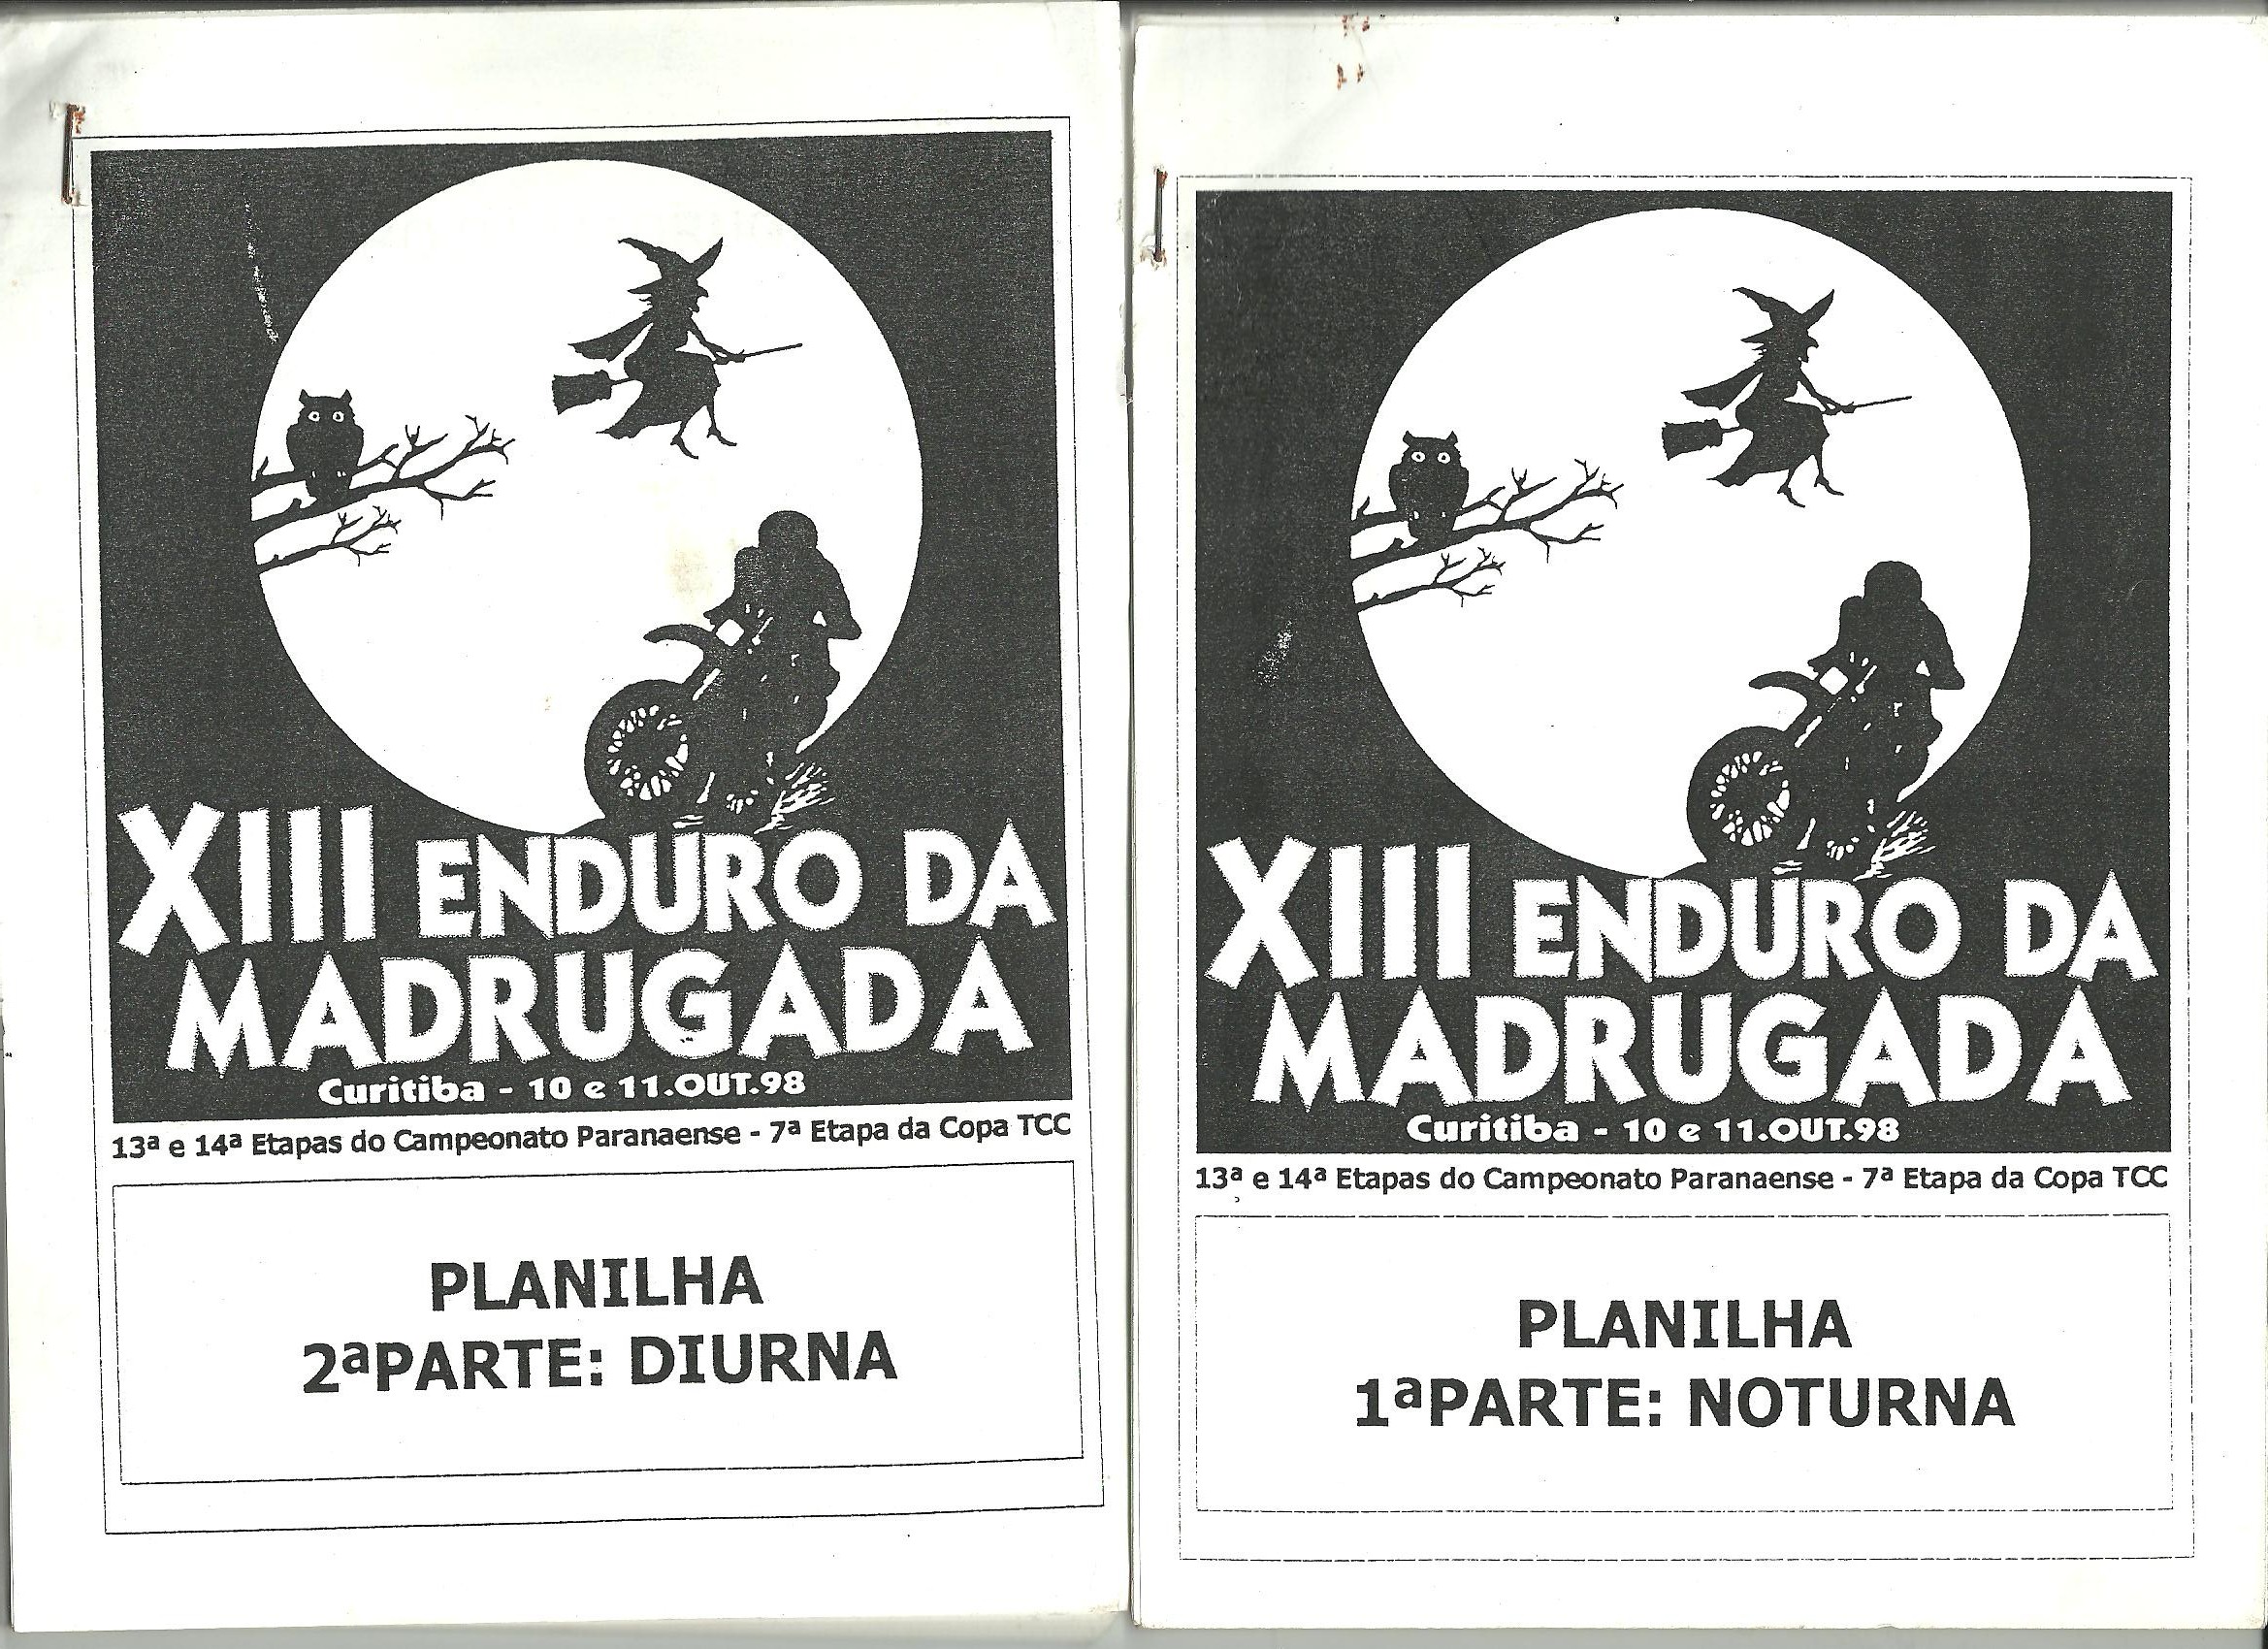 XIII ENDURO DA
MADRUGADA
Curitiba - 10 e 11.OUT.98
13ª e 14ª Etapas do Campeonato Paranaense - 7ª Etapa da Copa TCC
PLANILHA
2ªPARTE: DIURNA
XIII ENDURO DA
MADRUGADA
Curitiba - 10 e 11.OUT.98
13ª e 14ª Etapas do Campeonato Paranaense - 7ª Etapa da Copa TCC
PLANILHA
1ªPARTE: NOTURNA